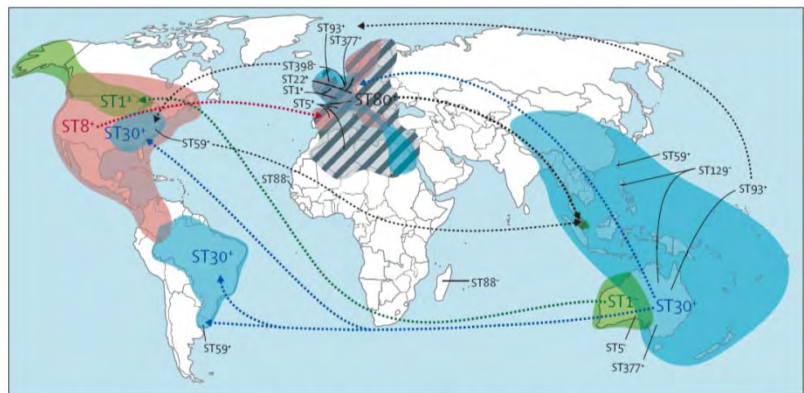 ST93⁺
ST377⁺
ST398⁻
ST22⁺
ST1⁺
ST5⁺
ST80⁺
ST1⁺
ST8⁺
ST30⁺
ST59⁺
ST88⁻
ST59⁺
ST129⁻
ST93⁺
ST30⁺
ST88⁻
ST59⁺
ST1⁻
ST30⁺
ST5⁻
ST377⁺